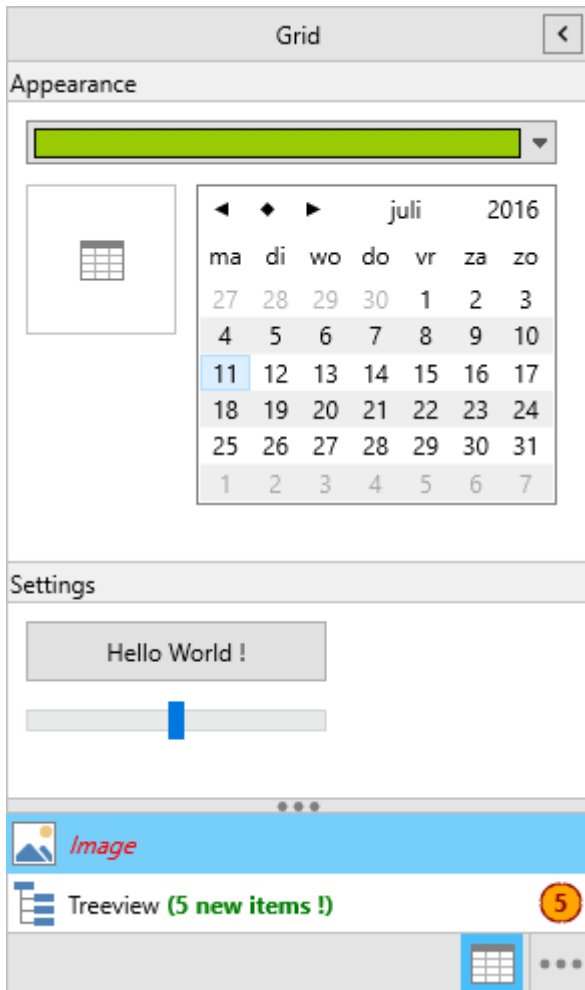 Grid
Appearance
juli 2016
ma di wo do vr za zo
27 28 29 30 1 2 3
4 5 6 7 8 9 10
11 12 13 14 15 16 17
18 19 20 21 22 23 24
25 26 27 28 29 30 31
1 2 3 4 5 6 7
Settings
Hello World !
Image
Treeview (5 new items !) 5